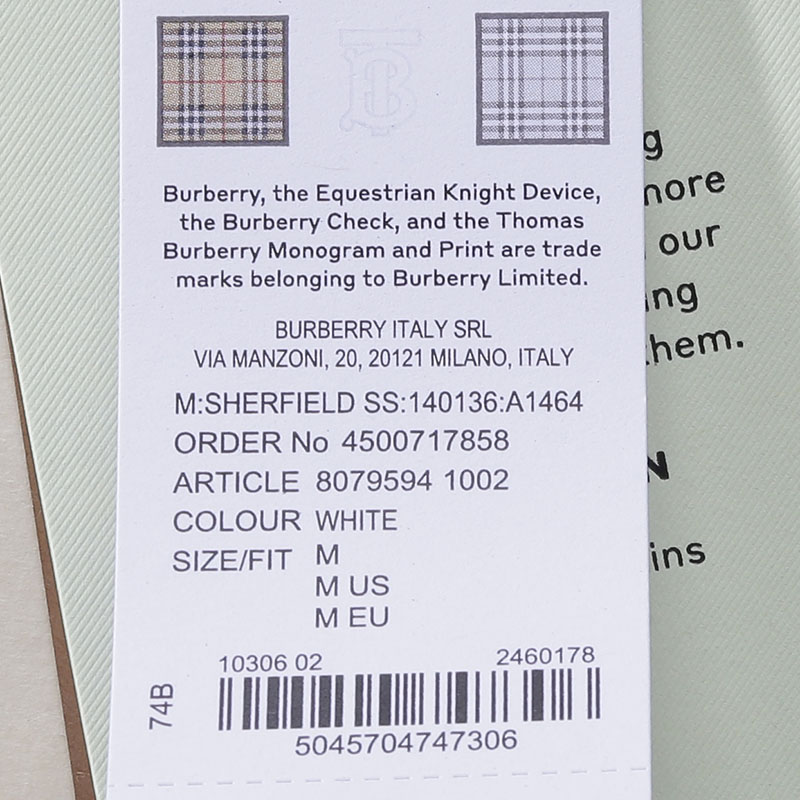 Burberry, the Equestrian Knight Device,
the Burberry Check, and the Thomas
Burberry Monogram and Print are trade
marks belonging to Burberry Limited.
BURBERRY ITALY SRL
VIA MANZONI, 20, 20121 MILANO, ITALY
M:SHERFIELD SS:140136:A1464
ORDER No 4500717858
ARTICLE 8079594 1002
COLOUR WHITE
SIZE/FIT M
M US
M EU
10306 02 2460178
74B
5045704747306
our
them.